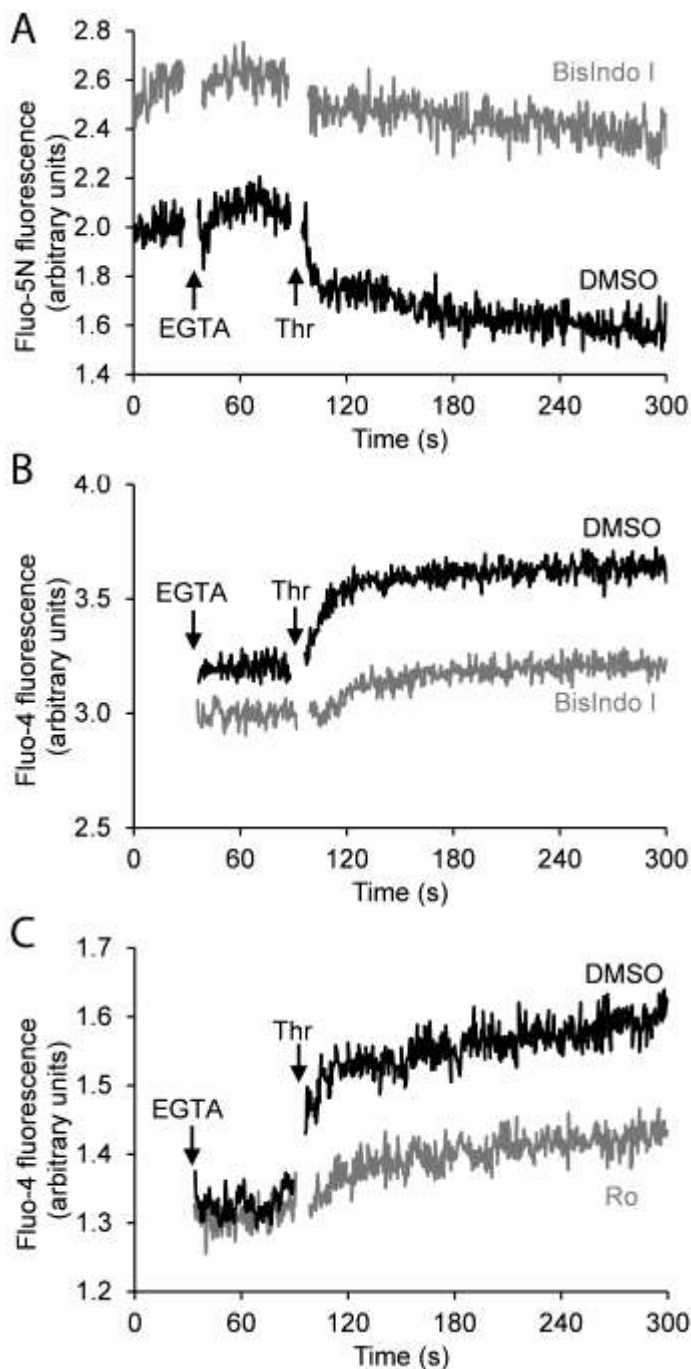 A
Fluo-5N fluorescence
(arbitrary units)
2.8
2.6
2.4
2.2
2.0
1.8
1.6
1.4
BisIndo I
DMSO
EGTA
Thr
0 60 120 180 240 300
Time (s)
B
Fluo-4 fluorescence
(arbitrary units)
4.0
3.5
3.0
2.5
DMSO
EGTA
Thr
BisIndo I
0 60 120 180 240 300
Time (s)
C
Fluo-4 fluorescence
(arbitrary units)
1.7
1.6
1.5
1.4
1.3
1.2
DMSO
Thr
EGTA
Ro
0 60 120 180 240 300
Time (s)